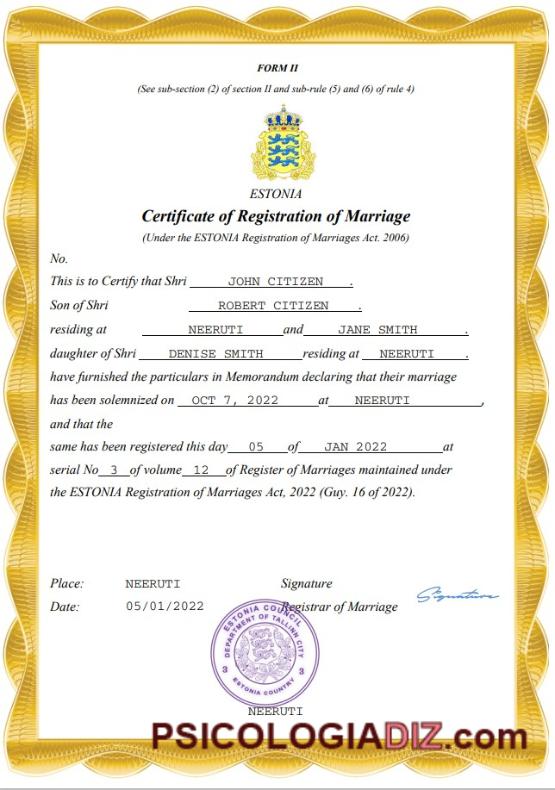 FORM II
(See sub-section (2) of section II and sub-rule (5) and (6) of rule 4)
ESTONIA
Certificate of Registration of Marriage
(Under the ESTONIA Registration of Marriages Act. 2006)
No.
This is to Certify that Shri JOHN CITIZEN .
Son of Shri ROBERT CITIZEN .
residing at NEERUTI and JANE SMITH .
daughter of Shri DENISE SMITH residing at NEERUTI .
have furnished the particulars in Memorandum declaring that their marriage
has been solemnized on OCT 7, 2022 at NEERUTI ,
and that the
same has been registered this day 05 of JAN 2022 at
serial No 3 of volume 12 of Register of Marriages maintained under
the ESTONIA Registration of Marriages Act, 2022 (Guy. 16 of 2022).
Place: NEERUTI Signature
Signature
Date: 05/01/2022 Registrar of Marriage
ESTONIA COUNCIL
DEPARTMENT OF TALLINN CITY
3 3
ESTONIA COUNTRY
NEERUTI
PSICOLOGIADIZ.com